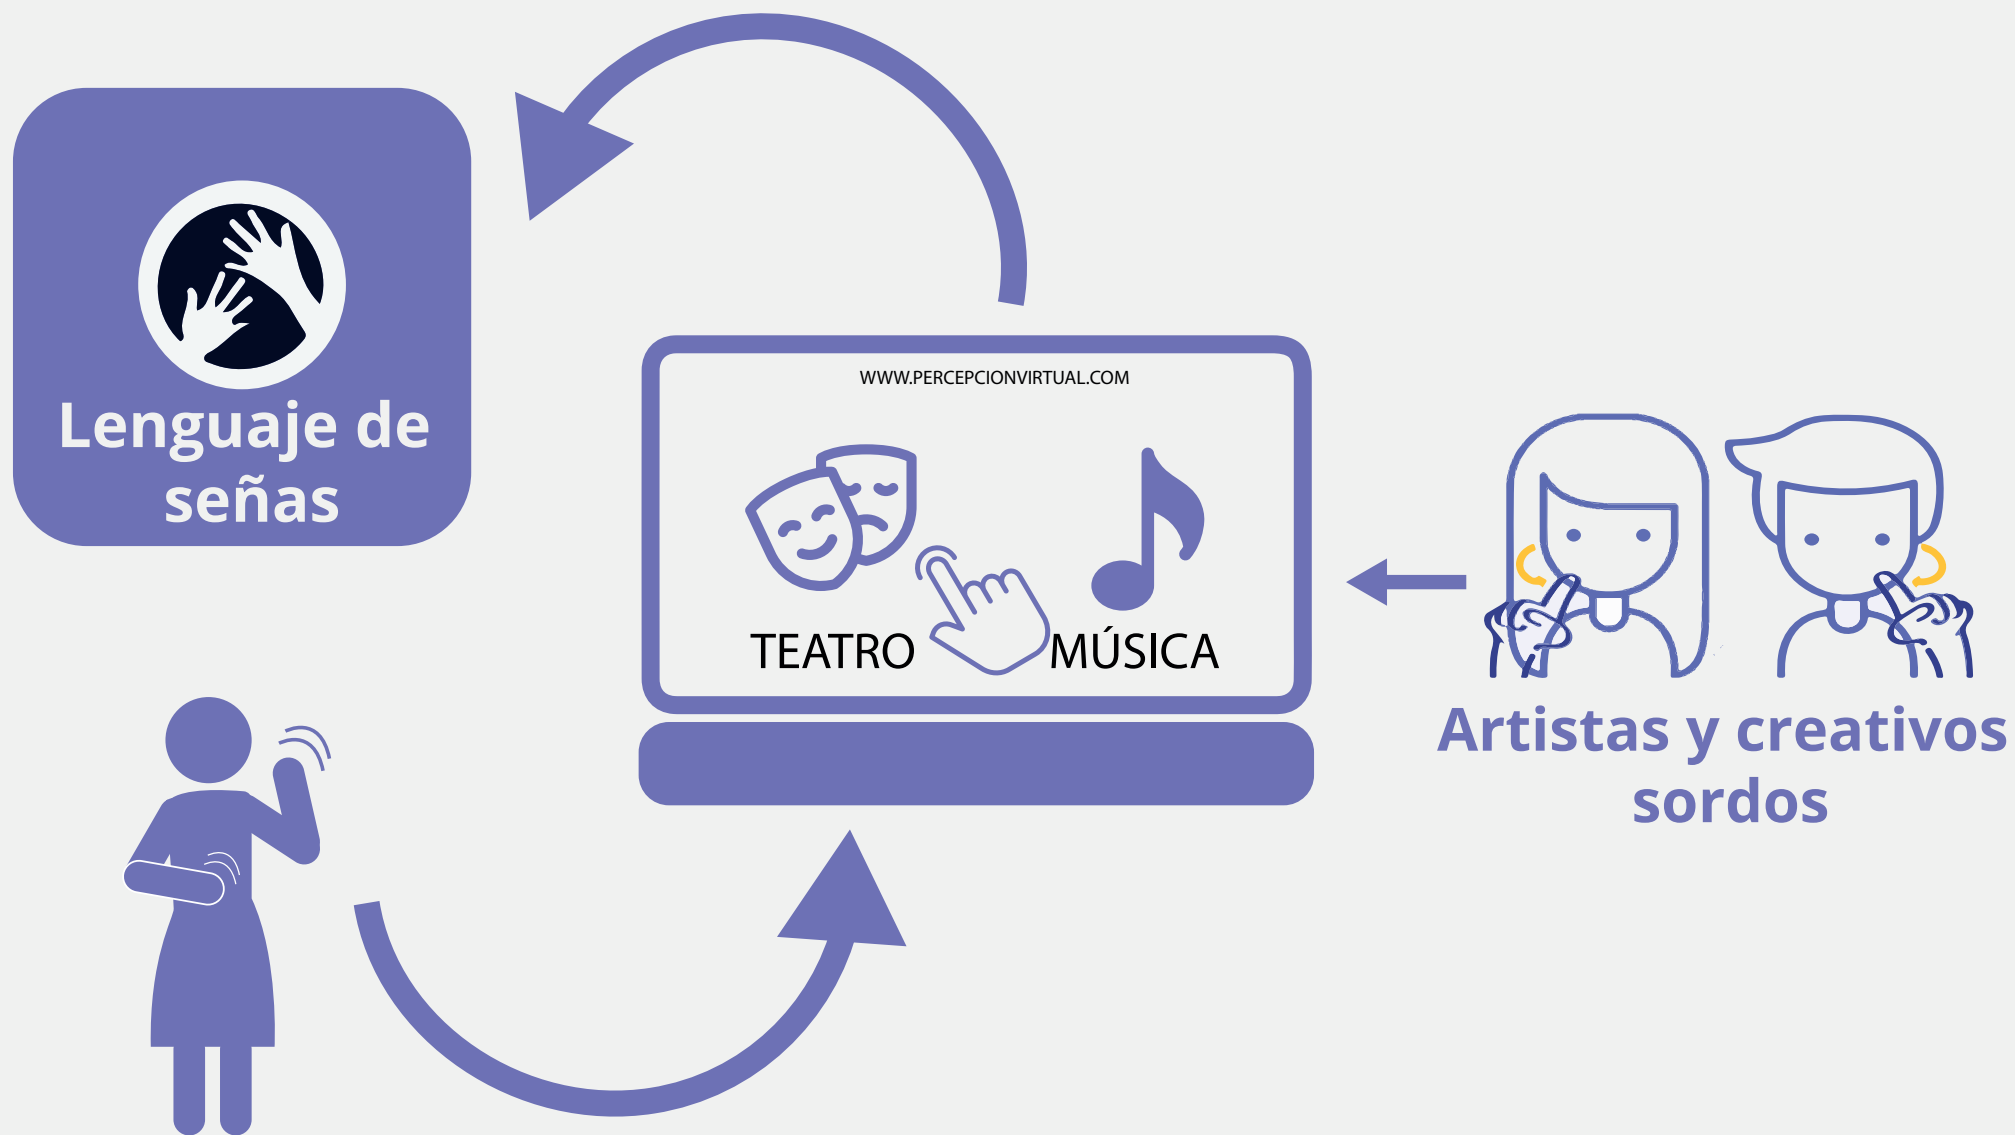 Lenguaje de
señas
WWW.PERCEPCIONVIRTUAL.COM
TEATRO
MÚSICA
Artistas y creativos
sordos